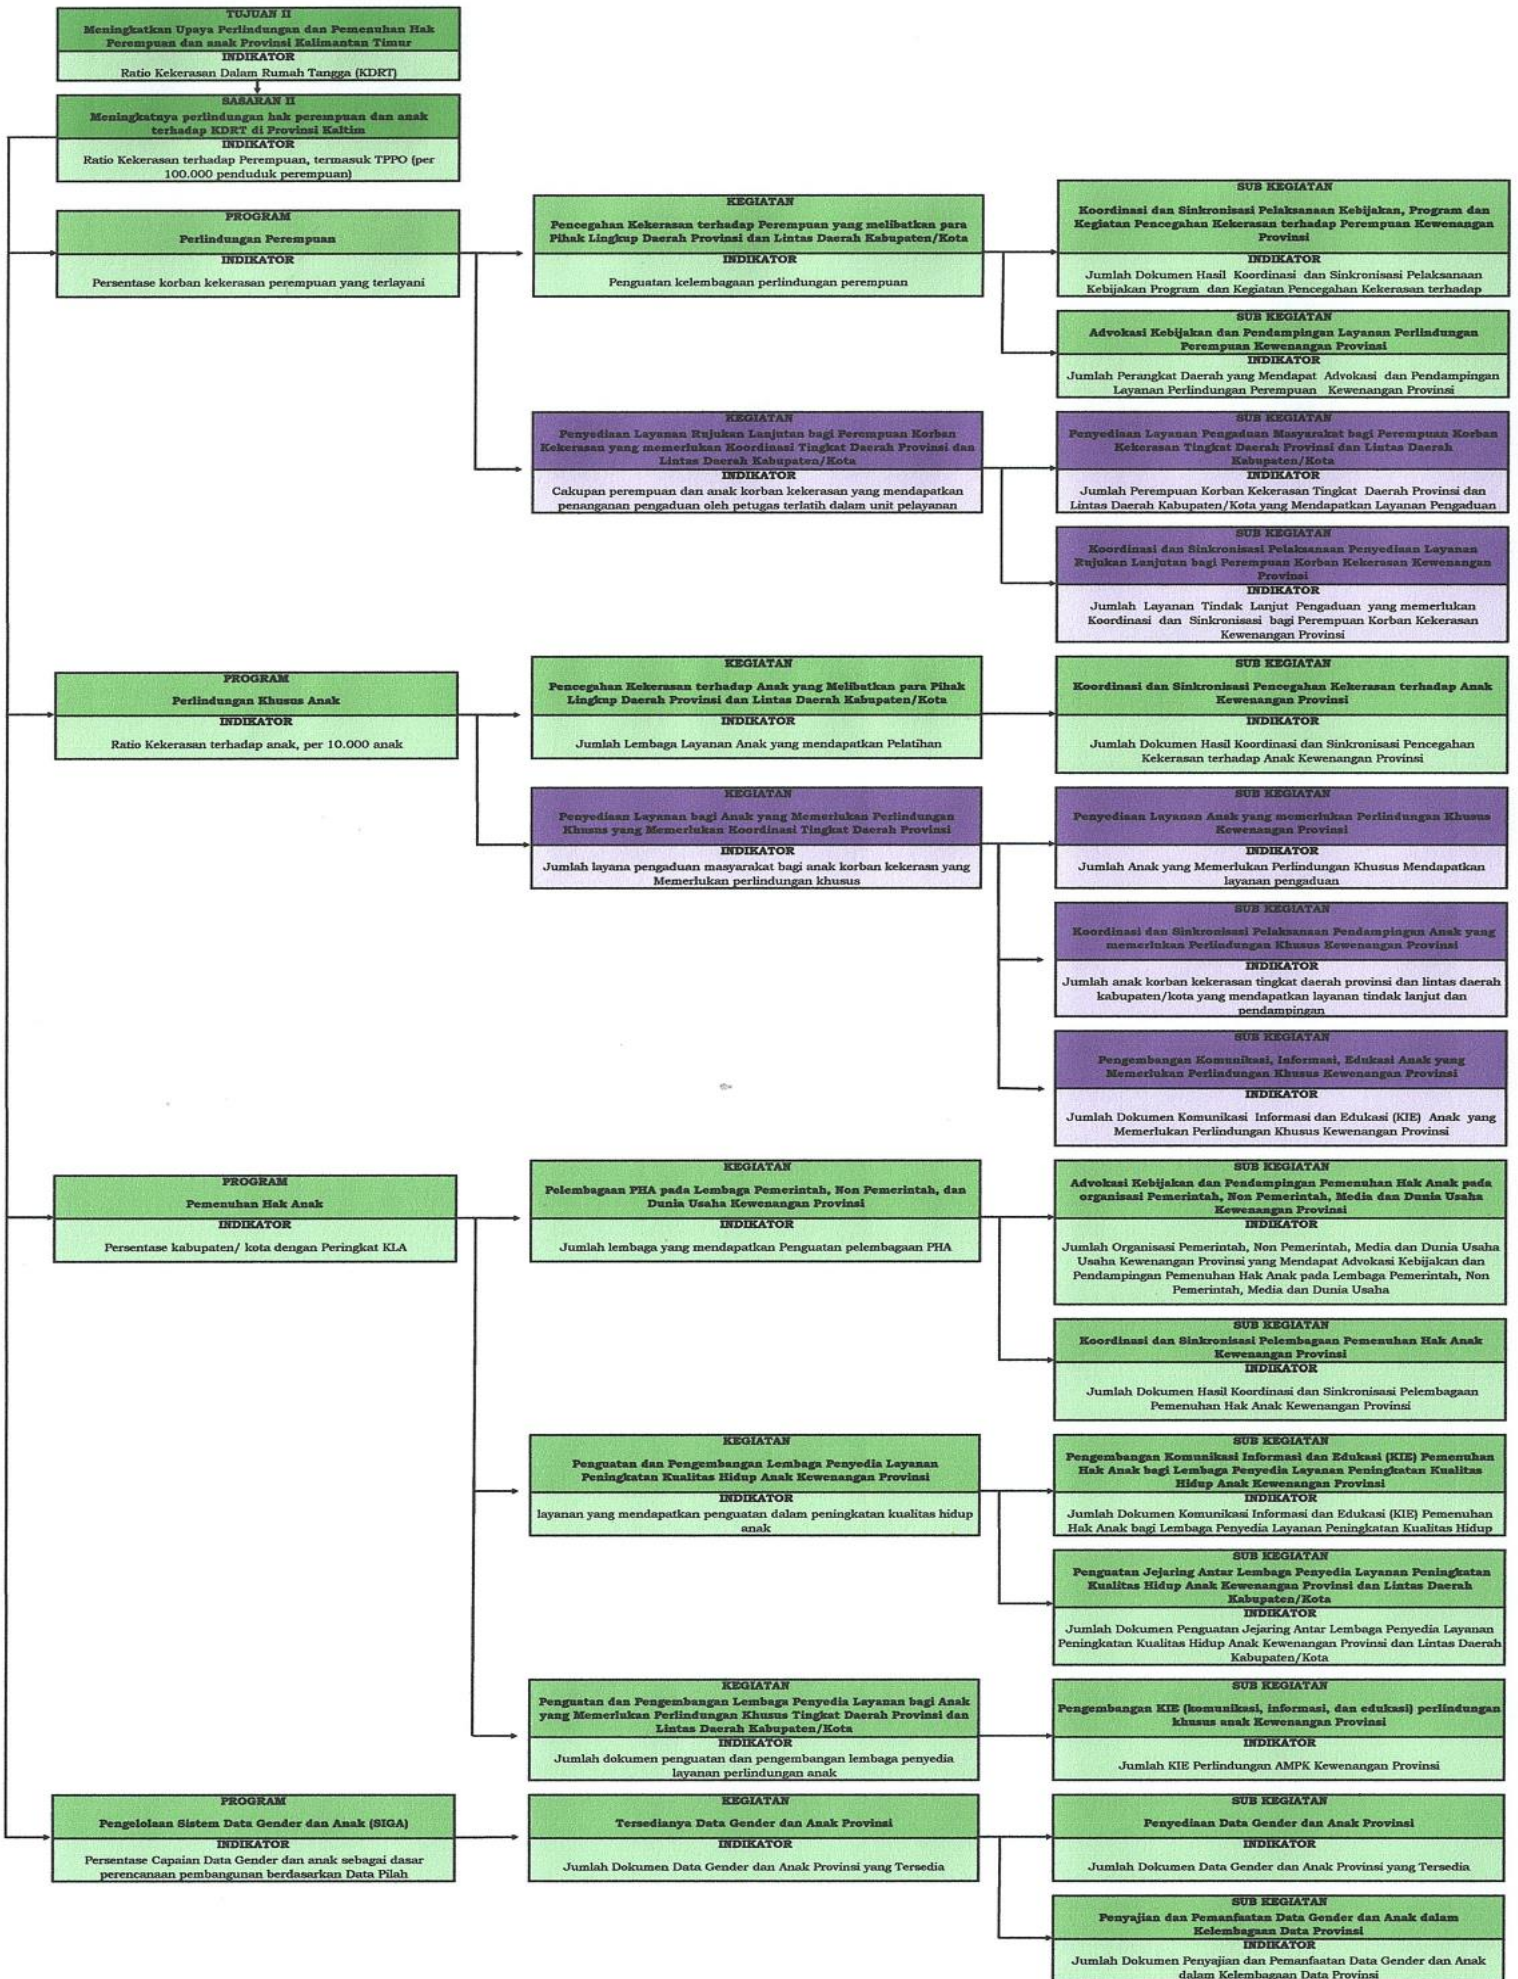 TUJUAN II
Meningkatkan Upaya Perlindungan dan Pemenuhan Hak
Perempuan dan anak Provinsi Kalimantan Timur
INDIKATOR
Ratio Kekerasan Dalam Rumah Tangga (KDRT)
SASARAN II
Meningkatnya perlindungan hak perempuan dan anak
terhadap KDRT di Provinsi Kaltim
INDIKATOR
Ratio Kekerasan terhadap Perempuan, termasuk TPPO (per
100.000 penduduk perempuan)
PROGRAM
Perlindungan Perempuan
INDIKATOR
Persentase korban kekerasan perempuan yang terlayani
KEGIATAN
Pencegahan Kekerasan terhadap Perempuan yang melibatkan para
Pihak Lingkup Daerah Provinsi dan Lintas Daerah Kabupaten/Kota
INDIKATOR
Penguatan kelembagaan perlindungan perempuan
SUB KEGIATAN
Koordinasi dan Sinkronisasi Pelaksanaan Kebijakan, Program dan
Kegiatan Pencegahan Kekerasan terhadap Perempuan Kewenangan
Provinsi
INDIKATOR
Jumlah Dokumen Hasil Koordinasi dan Sinkronisasi Pelaksanaan
Kebijakan Program dan Kegiatan Pencegahan Kekerasan terhadap
SUB KEGIATAN
Advokasi Kebijakan dan Pendampingan Layanan Perlindungan
Perempuan Kewenangan Provinsi
INDIKATOR
Jumlah Perangkat Daerah yang Mendapat Advokasi dan Pendampingan
Layanan Perlindungan Perempuan Kewenangan Provinsi
KEGIATAN
Penyediaan Layanan Rujukan Lanjutan bagi Perempuan Korban
Kekerasan yang memerlukan Koordinasi Tingkat Daerah Provinsi dan
Lintas Daerah Kabupaten/Kota
INDIKATOR
Cakupan perempuan dan anak korban kekerasan yang mendapatkan
penanganan pengaduan oleh petugas terlatih dalam unit pelayanan
SUB KEGIATAN
Penyediaan Layanan Pengaduan Masyarakat bagi Perempuan Korban
Kekerasan Tingkat Daerah Provinsi dan Lintas Daerah
Kabupaten/Kota
INDIKATOR
Jumlah Perempuan Korban Kekerasan Tingkat Daerah Provinsi dan
Lintas Daerah Kabupaten/Kota yang Mendapatkan Layanan Pengaduan
SUB KEGIATAN
Koordinasi dan Sinkronisasi Pelaksanaan Penyediaan Layanan
Rujukan Lanjutan bagi Perempuan Korban Kekerasan Kewenangan
Provinsi
INDIKATOR
Jumlah Layanan Tindak Lanjut Pengaduan yang memerlukan
Koordinasi dan Sinkronisasi bagi Perempuan Korban Kekerasan
Kewenangan Provinsi
PROGRAM
Perlindungan Khusus Anak
INDIKATOR
Ratio Kekerasan terhadap anak, per 10.000 anak
KEGIATAN
Pencegahan Kekerasan terhadap Anak yang Melibatkan para Pihak
Lingkup Daerah Provinsi dan Lintas Daerah Kabupaten/Kota
INDIKATOR
Jumlah Lembaga Layanan Anak yang mendapatkan Pelatihan
SUB KEGIATAN
Koordinasi dan Sinkronisasi Pencegahan Kekerasan terhadap Anak
Kewenangan Provinsi
INDIKATOR
Jumlah Dokumen Hasil Koordinasi dan Sinkronisasi Pencegahan
Kekerasan terhadap Anak Kewenangan Provinsi
KEGIATAN
Penyediaan Layanan bagi Anak yang Memerlukan Perlindungan
Khusus yang Memerlukan Koordinasi Tingkat Daerah Provinsi
INDIKATOR
Jumlah layana pengaduan masyarakat bagi anak korban kekerasn yang
Memerlukan perlindungan khusus
SUB KEGIATAN
Penyediaan Layanan Anak yang memerlukan Perlindungan Khusus
Kewenangan Provinsi
INDIKATOR
Jumlah Anak yang Memerlukan Perlindungan Khusus Mendapatkan
layanan pengaduan
SUB KEGIATAN
Koordinasi dan Sinkronisasi Pelaksanaan Pendampingan Anak yang
memerlukan Perlindungan Khusus Kewenangan Provinsi
INDIKATOR
Jumlah anak korban kekerasan tingkat daerah provinsi dan lintas daerah
kabupaten/kota yang mendapatkan layanan tindak lanjut dan
pendampingan
SUB KEGIATAN
Pengembangan Komunikasi, Informasi, Edukasi Anak yang
Memerlukan Perlindungan Khusus Kewenangan Provinsi
INDIKATOR
Jumlah Dokumen Komunikasi Informasi dan Edukasi (KIE) Anak yang
Memerlukan Perlindungan Khusus Kewenangan Provinsi
PROGRAM
Pemenuhan Hak Anak
INDIKATOR
Persentase kabupaten/ kota dengan Peringkat KLA
KEGIATAN
Pelembagaan PHA pada Lembaga Pemerintah, Non Pemerintah, dan
Dunia Usaha Kewenangan Provinsi
INDIKATOR
Jumlah lembaga yang mendapatkan Penguatan pelembagaan PHA
SUB KEGIATAN
Advokasi Kebijakan dan Pendampingan Pemenuhan Hak Anak pada
organisasi Pemerintah, Non Pemerintah, Media dan Dunia Usaha
Kewenangan Provinsi
INDIKATOR
Jumlah Organisasi Pemerintah, Non Pemerintah, Media dan Dunia Usaha
Usaha Kewenangan Provinsi yang Mendapat Advokasi Kebijakan dan
Pendampingan Pemenuhan Hak Anak pada Lembaga Pemerintah, Non
Pemerintah, Media dan Dunia Usaha
SUB KEGIATAN
Koordinasi dan Sinkronisasi Pelembagaan Pemenuhan Hak Anak
Kewenangan Provinsi
INDIKATOR
Jumlah Dokumen Hasil Koordinasi dan Sinkronisasi Pelembagaan
Pemenuhan Hak Anak Kewenangan Provinsi
KEGIATAN
Penguatan dan Pengembangan Lembaga Penyedia Layanan
Peningkatan Kualitas Hidup Anak Kewenangan Provinsi
INDIKATOR
layanan yang mendapatkan penguatan dalam peningkatan kualitas hidup
anak
SUB KEGIATAN
Pengembangan Komunikasi Informasi dan Edukasi (KIE) Pemenuhan
Hak Anak bagi Lembaga Penyedia Layanan Peningkatan Kualitas
Hidup Anak Kewenangan Provinsi
INDIKATOR
Jumlah Dokumen Komunikasi Informasi dan Edukasi (KIE) Pemenuhan
Hak Anak bagi Lembaga Penyedia Layanan Peningkatan Kualitas Hidup
SUB KEGIATAN
Penguatan Jejaring Antar Lembaga Penyedia Layanan Peningkatan
Kualitas Hidup Anak Kewenangan Provinsi dan Lintas Daerah
Kabupaten/Kota
INDIKATOR
Jumlah Dokumen Penguatan Jejaring Antar Lembaga Penyedia Layanan
Peningkatan Kualitas Hidup Anak Kewenangan Provinsi dan Lintas Daerah
Kabupaten/Kota
KEGIATAN
Penguatan dan Pengembangan Lembaga Penyedia Layanan bagi Anak
yang Memerlukan Perlindungan Khusus Tingkat Daerah Provinsi dan
Lintas Daerah Kabupaten/Kota
INDIKATOR
Jumlah dokumen penguatan dan pengembangan lembaga penyedia
layanan perlindungan anak
SUB KEGIATAN
Pengembangan KIE (komunikasi, informasi, dan edukasi) perlindungan
khusus anak Kewenangan Provinsi
INDIKATOR
Jumlah KIE Perlindungan AMPK Kewenangan Provinsi
PROGRAM
Pengelolaan Sistem Data Gender dan Anak (SIGA)
INDIKATOR
Persentase Capaian Data Gender dan anak sebagai dasar
perencanaan pembangunan berdasarkan Data Pilah
KEGIATAN
Tersedianya Data Gender dan Anak Provinsi
INDIKATOR
Jumlah Dokumen Data Gender dan Anak Provinsi yang Tersedia
SUB KEGIATAN
Penyediaan Data Gender dan Anak Provinsi
INDIKATOR
Jumlah Dokumen Data Gender dan Anak Provinsi yang Tersedia
SUB KEGIATAN
Penyajian dan Pemanfaatan Data Gender dan Anak dalam
Kelembagaan Data Provinsi
INDIKATOR
Jumlah Dokumen Penyajian dan Pemanfaatan Data Gender dan Anak
dalam Kelembagaan Data Provinsi